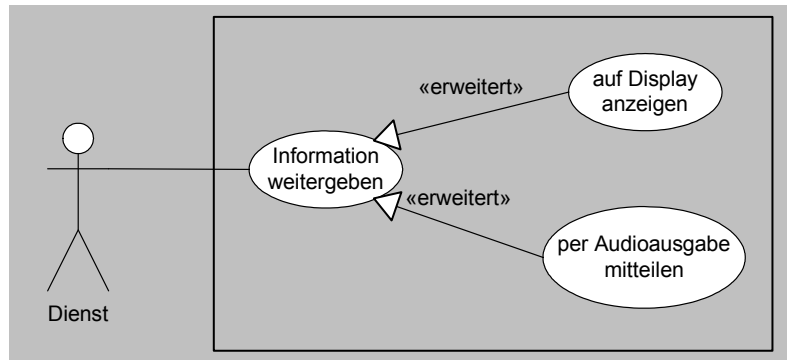 «erweitert»
auf Display
anzeigen
Information
weitergeben
«erweitert»
per Audioausgabe
mitteilen
Dienst